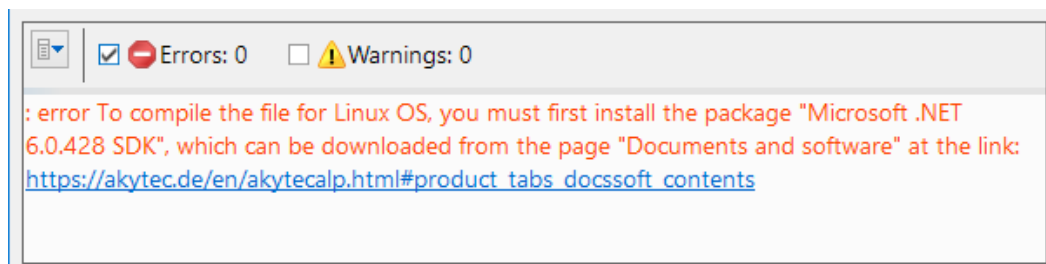 Errors: 0 Warnings: 0
: error To compile the file for Linux OS, you must first install the package "Microsoft .NET
6.0.428 SDK", which can be downloaded from the page "Documents and software" at the link:
https://akytec.de/en/akytecalp.html#product_tabs_docssoft_contents